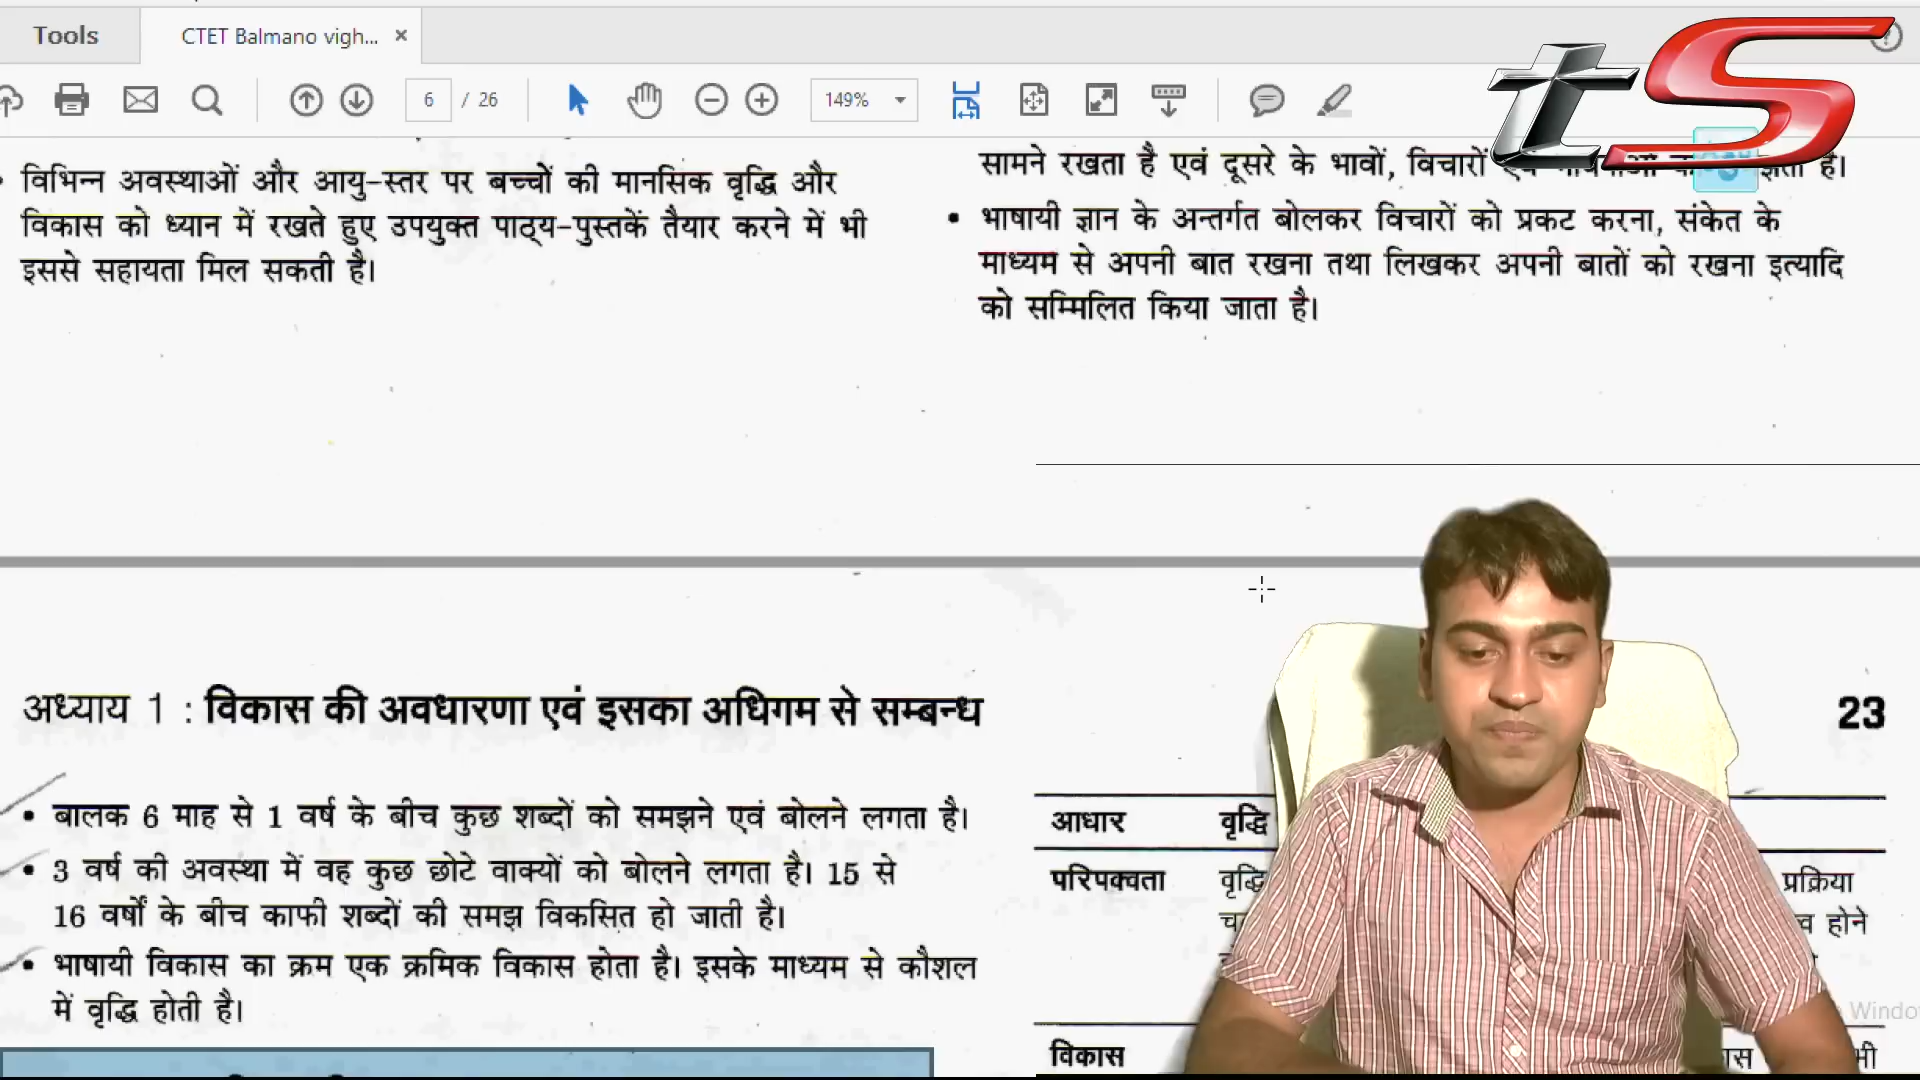 Tools
CTET Balmano vigh... ×
6 / 26
149%
विभिन्न अवस्थाओं और आयु-स्तर पर बच्चों की मानसिक वृद्धि और
विकास को ध्यान में रखते हुए उपयुक्त पाठ्य-पुस्तकें तैयार करने में भी
इससे सहायता मिल सकती है।
सामने रखता है एवं दूसरे के भावों, विचारों
है।
• भाषायी ज्ञान के अन्तर्गत बोलकर विचारों को प्रकट करना, संकेत के
माध्यम से अपनी बात रखना तथा लिखकर अपनी बातों को रखना इत्यादि
को सम्मिलित किया जाता है।
tS
अध्याय 1 : विकास की अवधारणा एवं इसका अधिगम से सम्बन्ध
23
• बालक 6 माह से 1 वर्ष के बीच कुछ शब्दों को समझने एवं बोलने लगता है।
• 3 वर्ष की अवस्था में वह कुछ छोटे वाक्यों को बोलने लगता है। 15 से
16 वर्षों के बीच काफी शब्दों की समझ विकसित हो जाती है।
• भाषायी विकास का क्रम एक क्रमिक विकास होता है। इसके माध्यम से कौशल
में वृद्धि होती है।
आधार वृद्धि
परिपक्वता वृद्धि प्रक्रिया
होने
विकास